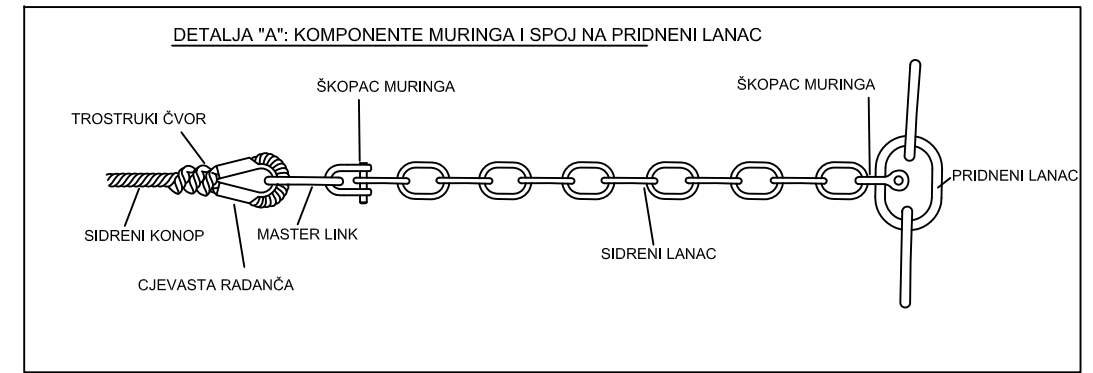 DETALJA "A": KOMPONENTE MURINGA I SPOJ NA PRIDNENI LANAC
ŠKOPAC MURINGA
ŠKOPAC MURINGA
TROSTRUKI ČVOR
PRIDNENI LANAC
SIDRENI KONOP
MASTER LINK
SIDRENI LANAC
CJEVASTA RADANČA